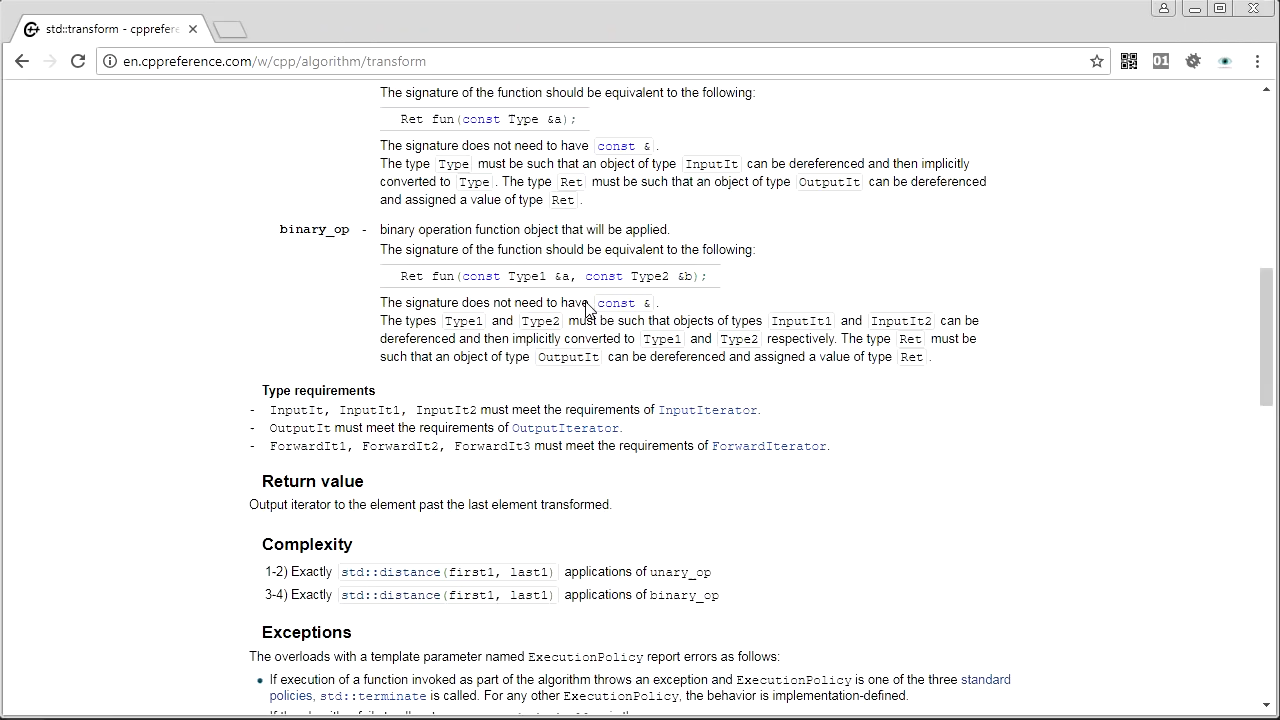 std::transform - cpprefere
en.cppreference.com/w/cpp/algorithm/transform
01
The signature of the function should be equivalent to the following:
Ret fun(const Type &a);
The signature does not need to have const &.
The type Type must be such that an object of type InputIt can be dereferenced and then implicitly
converted to Type. The type Ret must be such that an object of type OutputIt can be dereferenced
and assigned a value of type Ret.
binary_op - binary operation function object that will be applied.
The signature of the function should be equivalent to the following:
Ret fun(const Type1 &a, const Type2 &b);
The signature does not need to have const &.
The types Type1 and Type2 must be such that objects of types InputIt1 and InputIt2 can be
dereferenced and then implicitly converted to Type1 and Type2 respectively. The type Ret must be
such that an object of type OutputIt can be dereferenced and assigned a value of type Ret.
Type requirements
- InputIt, InputIt1, InputIt2 must meet the requirements of InputIterator.
- OutputIt must meet the requirements of OutputIterator.
- ForwardIt1, ForwardIt2, ForwardIt3 must meet the requirements of ForwardIterator.
Return value
Output iterator to the element past the last element transformed.
Complexity
1-2) Exactly std::distance(first1, last1) applications of unary_op
3-4) Exactly std::distance(first1, last1) applications of binary_op
Exceptions
The overloads with a template parameter named ExecutionPolicy report errors as follows:
• If execution of a function invoked as part of the algorithm throws an exception and ExecutionPolicy is one of the three standard
policies, std::terminate is called. For any other ExecutionPolicy, the behavior is implementation-defined.